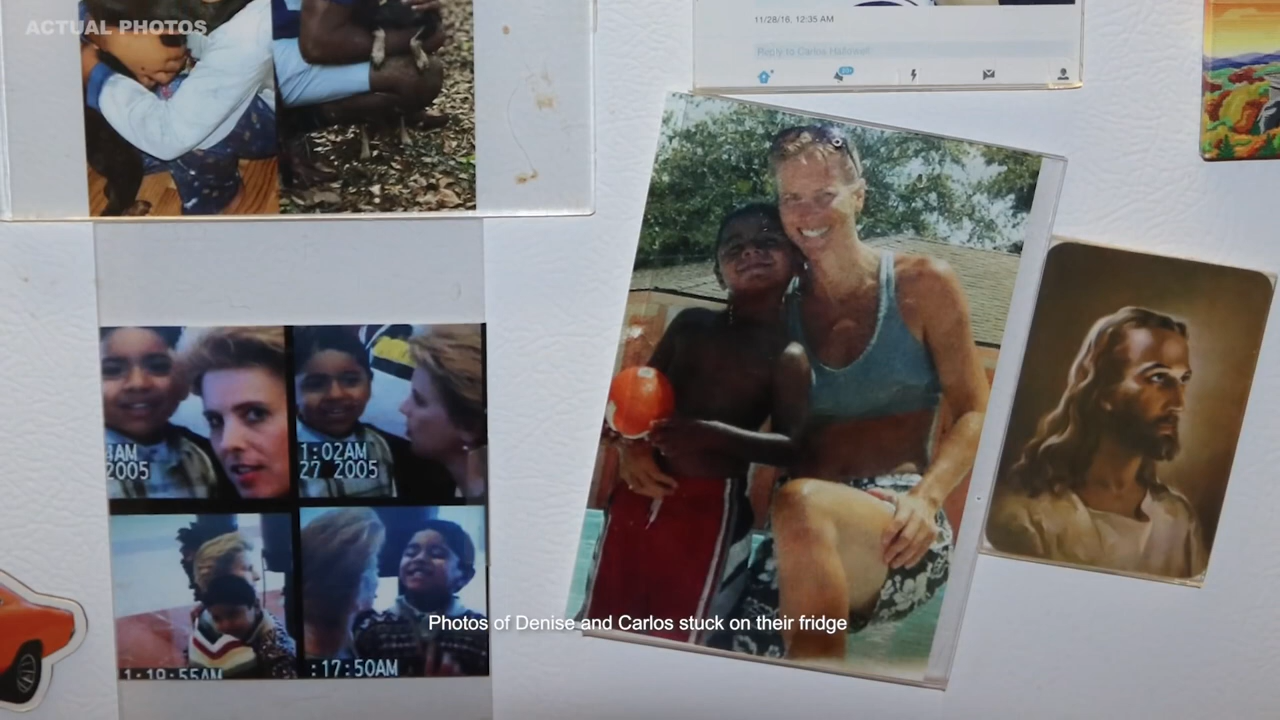 ACTUAL PHOTOS
11/28/16, 12:35 AM
Reply to Carlos
AM
2005
1:02AM
27 2005
1:19:55AM
:17:50AM
Photos of Denise and Carlos stuck on their fridge